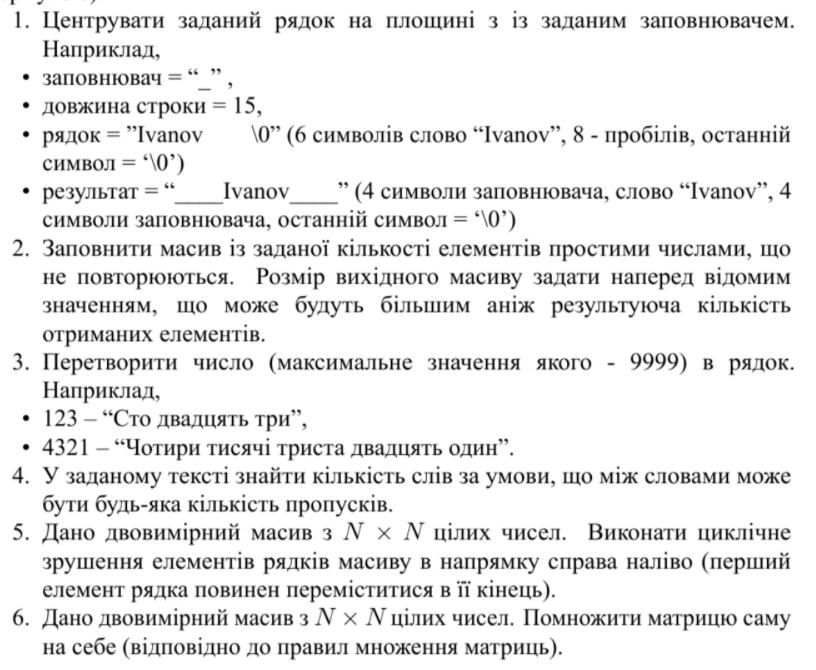 1. Центрувати заданий рядок на площині з із заданим заповнювачем.
Наприклад,
• заповнювач = “_” ,
• довжина строки = 15,
• рядок = ”Ivanov \0” (6 символів слово “Ivanov”, 8 - пробілів, останній
символ = ‘\0’)
• результат = “____Ivanov____” (4 символи заповнювача, слово “Ivanov”, 4
символи заповнювача, останній символ = ‘\0’)
2. Заповнити масив із заданої кількості елементів простими числами, що
не повторюються. Розмір вихідного масиву задати наперед відомим
значенням, що може будуть більшим аніж результуюча кількість
отриманих елементів.
3. Перетворити число (максимальне значення якого - 9999) в рядок.
Наприклад,
• 123 – “Сто двадцять три”,
• 4321 – “Чотири тисячі триста двадцять один”.
4. У заданому тексті знайти кількість слів за умови, що між словами може
бути будь-яка кількість пропусків.
5. Дано двовимірний масив з N × N цілих чисел. Виконати циклічне
зрушення елементів рядків масиву в напрямку справа наліво (перший
елемент рядка повинен переміститися в її кінець).
6. Дано двовимірний масив з N × N цілих чисел. Помножити матрицю саму
на себе (відповідно до правил множення матриць).